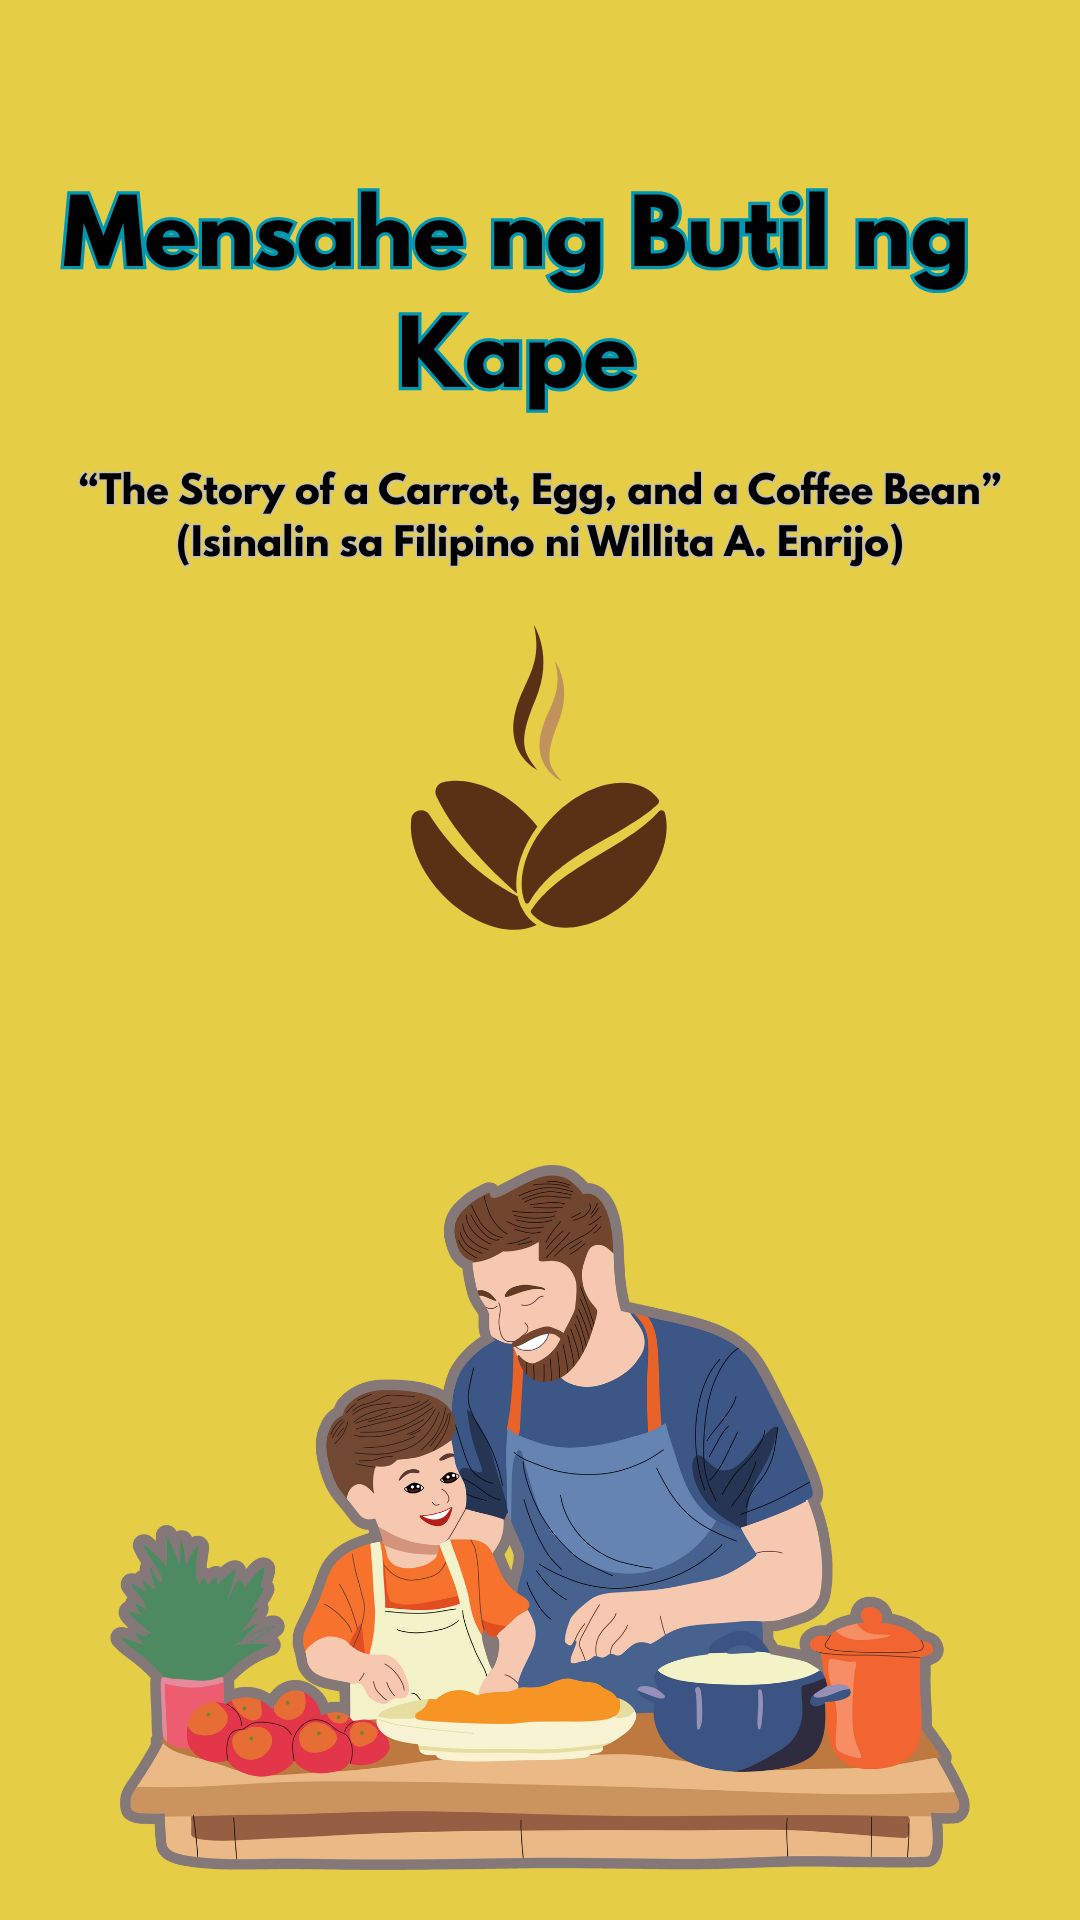 Mensahe ng Butil ng
Kape
“The Story of a Carrot, Egg, and a Coffee Bean”
(Isinalin sa Filipino ni Willita A. Enrijo)